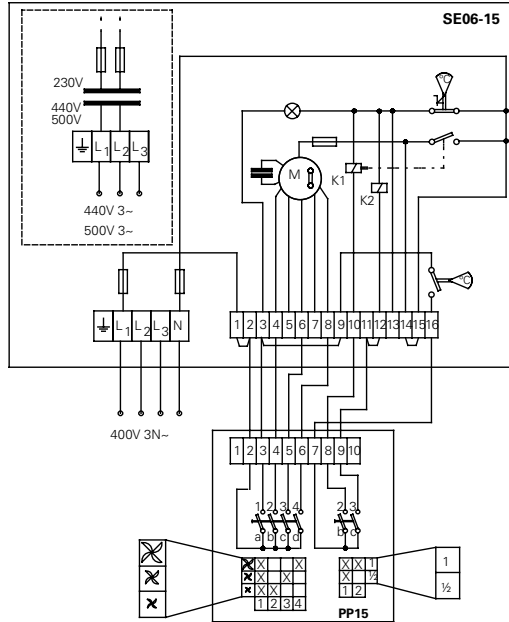 SE06-15
230V
440V
500V
L1 L2 L3
440V 3~
500V 3~
°C
M
K1
K2
°C
L1 L2 L3 N
1 2 3 4 5 6 7 8 9 10 11 12 13 14 15 16
400V 3N~
1 2 3 4 5 6 7 8 9 10
1 2 3 4
2 3
a b c d
b c
X X
X X
X X
1 2 3 4
X X 1
X ½
1 2
1
½
PP15